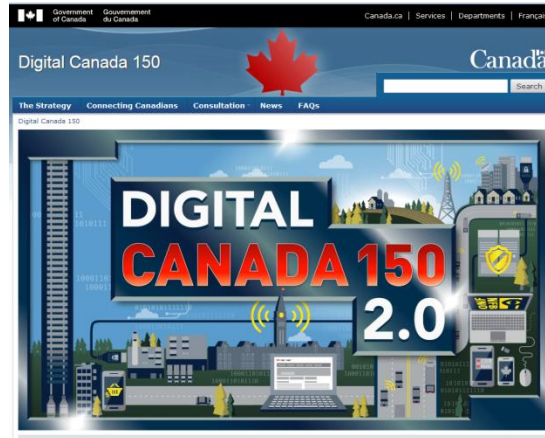 Government of Canada
Gouvernement du Canada
Canada.ca | Services | Departments | Françai
Digital Canada 150
Canada
Search
The Strategy Connecting Canadians Consultation News FAQs
Digital Canada 150
DIGITAL
CANADA 150
2.0